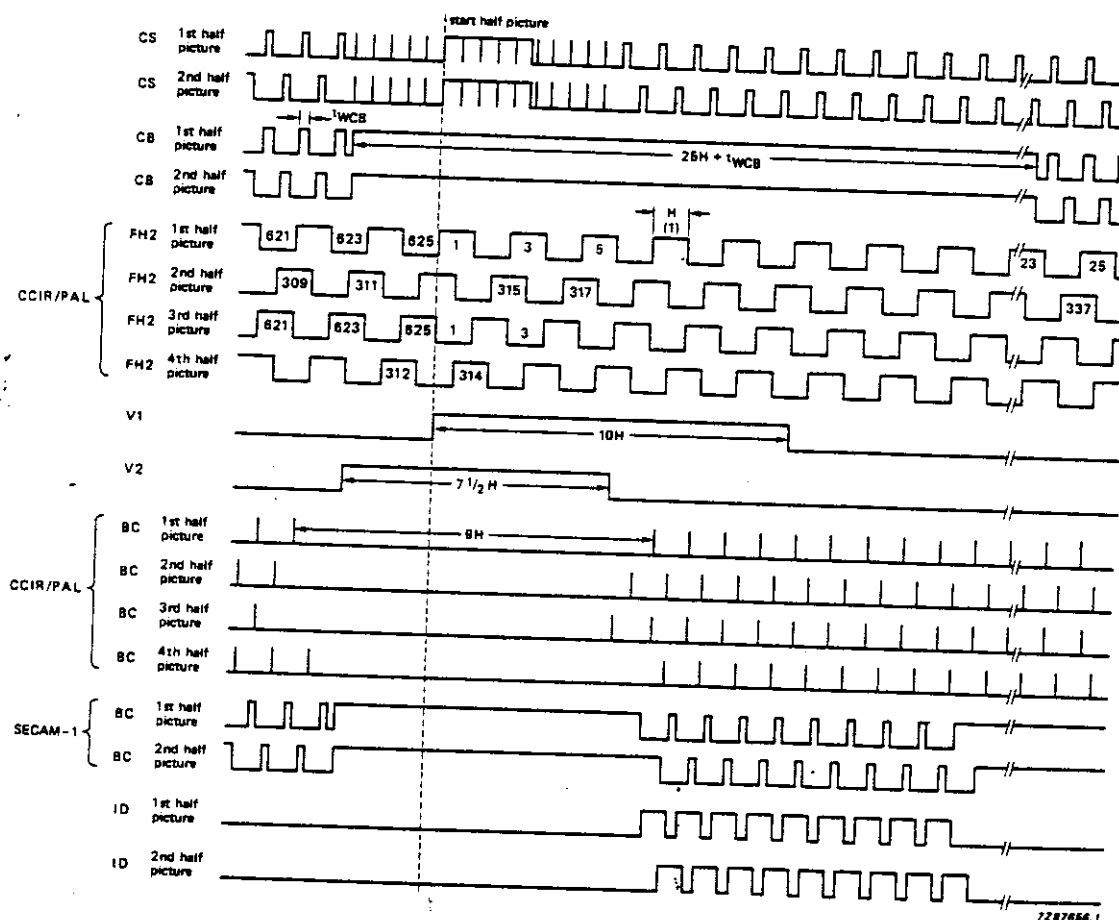 start half picture
CS 1st half picture
CS 2nd half picture
tWCB
CB 1st half picture
25H + tWCB
CB 2nd half picture
H
(1)
FH2 1st half picture
621 623 625 1 3 5 23 25
CCIR/PAL
FH2 2nd half picture
309 311 315 317 337
FH2 3rd half picture
621 623 625 1 3
FH2 4th half picture
312 314
V1
10H
V2
7 1/2 H
BC 1st half picture
9H
CCIR/PAL
BC 2nd half picture
BC 3rd half picture
BC 4th half picture
SECAM-1
BC 1st half picture
BC 2nd half picture
ID 1st half picture
ID 2nd half picture
7287656.1